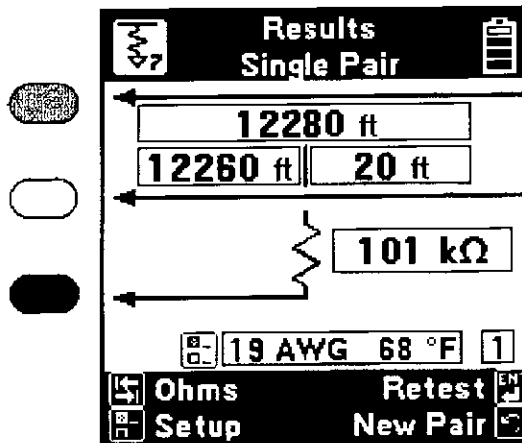 Results
Single Pair
?
12280 ft
12260 ft 20 ft
101 kΩ
19 AWG 68 °F 1
Ohms Retest EN
Setup New Pair